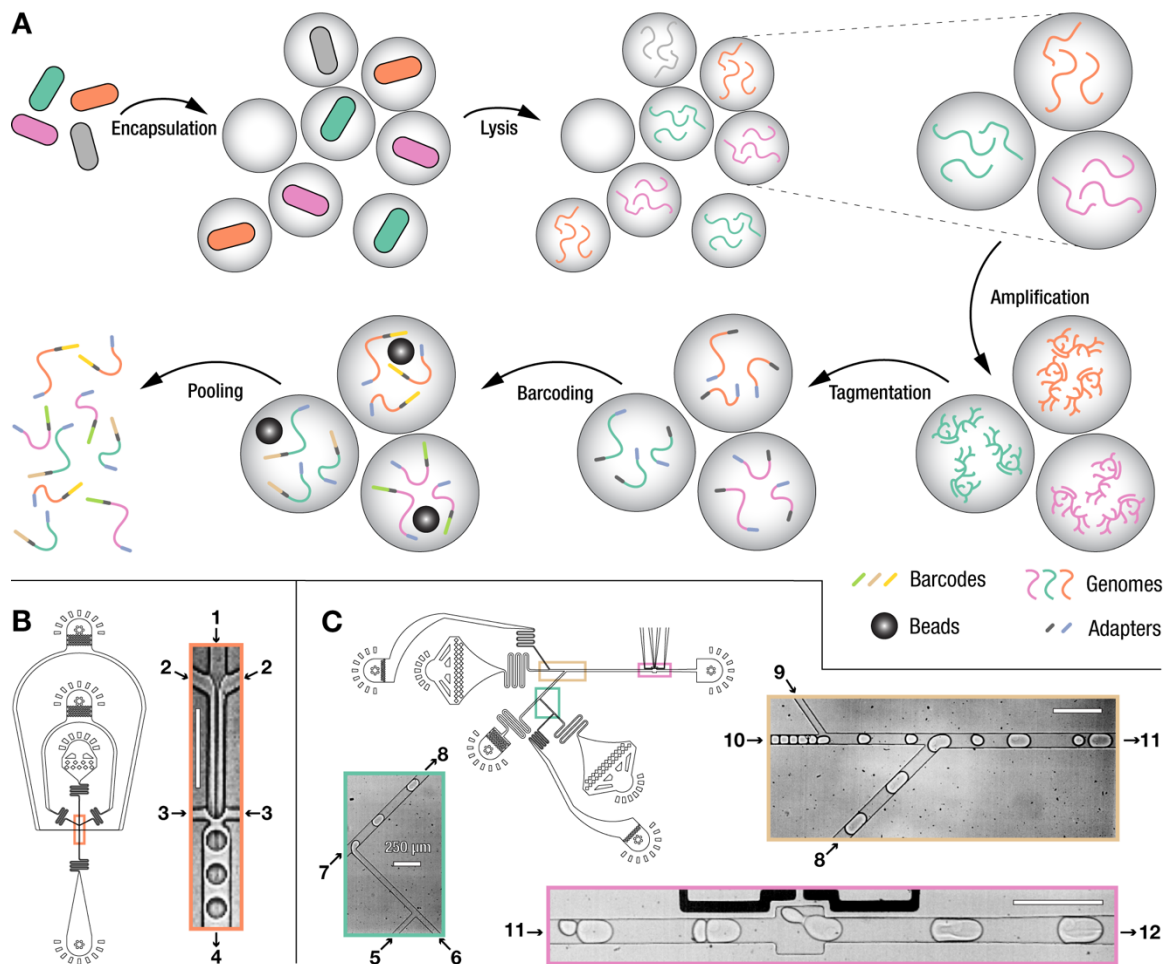 A
Encapsulation
Lysis
Amplification
Pooling
Barcoding
Tagmentation
Barcodes
Genomes
Beads
Adapters
B
1
2
2
3
3
4
C
8
250 µm
7
5
6
9
10
11
8
11
12